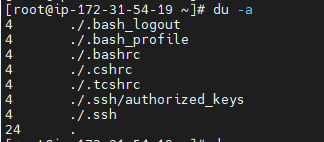 [root@ip-172-31-54-19 ~]# du -a
4 ./.bash_logout
4 ./.bash_profile
4 ./.bashrc
4 ./.cshrc
4 ./.tcshrc
4 ./.ssh/authorized_keys
4 ./.ssh
24 .